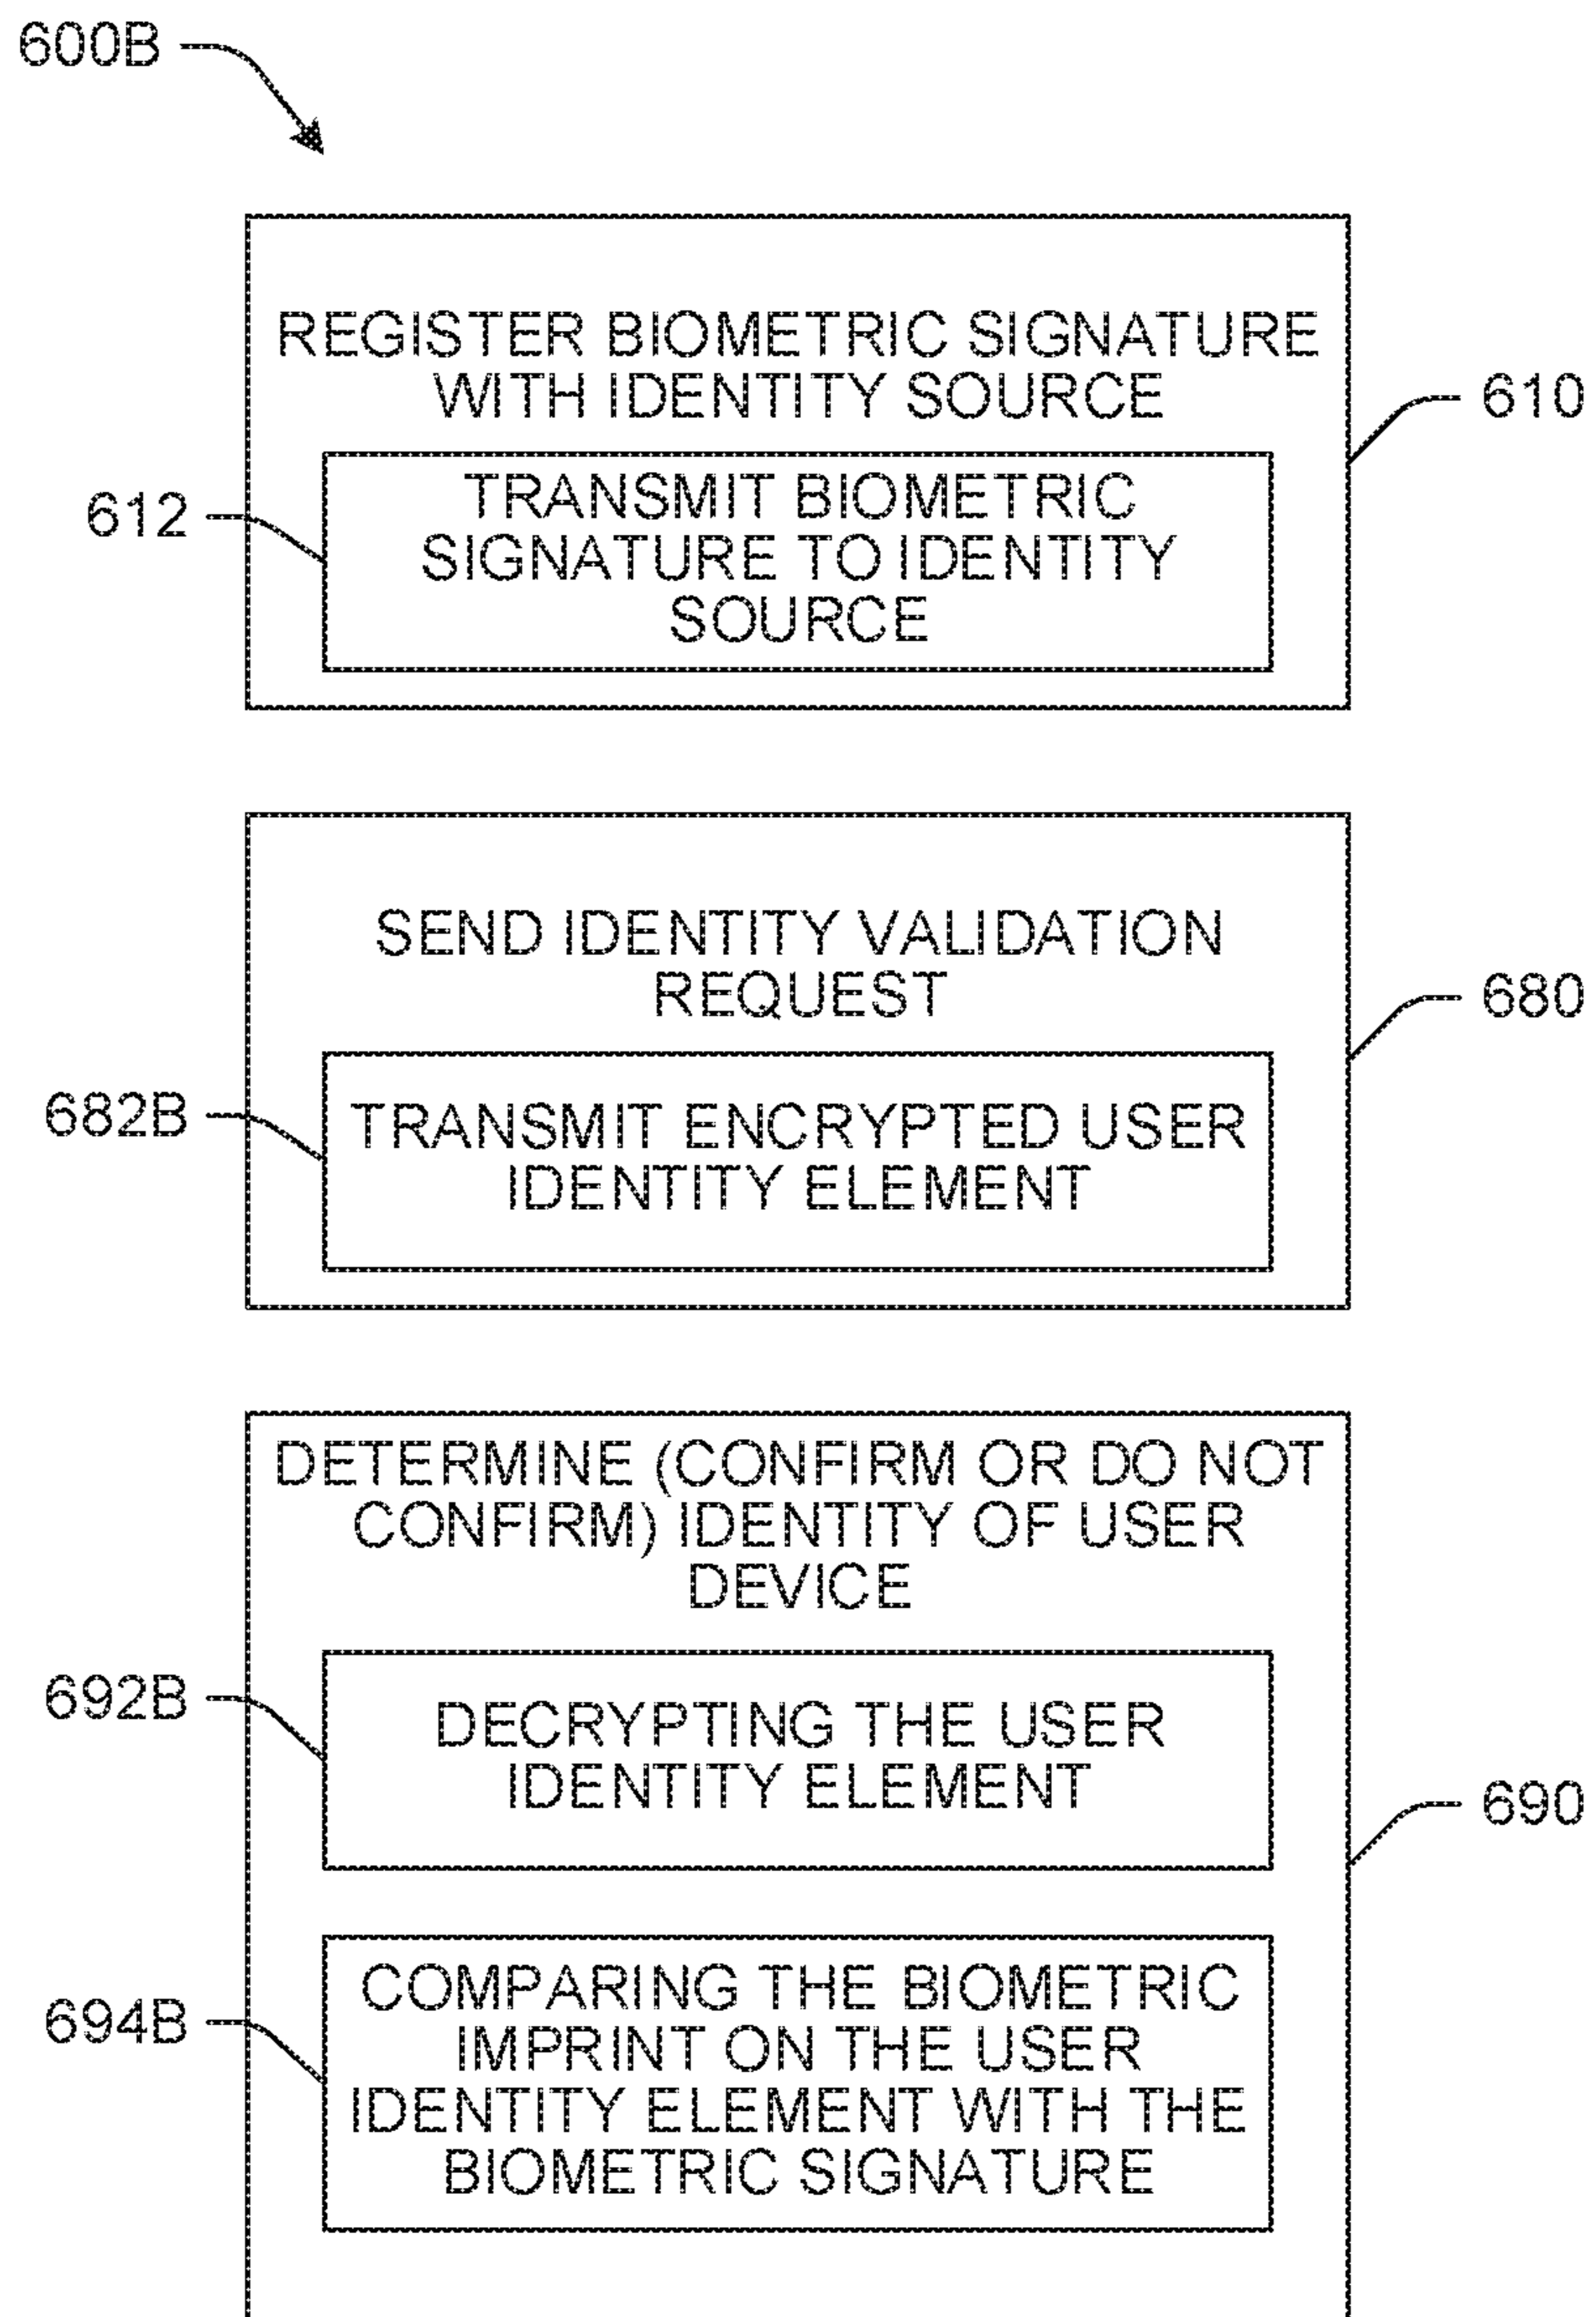 600B
REGISTER BIOMETRIC SIGNATURE
WITH IDENTITY SOURCE
610
612
TRANSMIT BIOMETRIC
SIGNATURE TO IDENTITY
SOURCE
SEND IDENTITY VALIDATION
REQUEST
680
682B
TRANSMIT ENCRYPTED USER
IDENTITY ELEMENT
DETERMINE (CONFIRM OR DO NOT
CONFIRM) IDENTITY OF USER
DEVICE
692B
DECRYPTING THE USER
IDENTITY ELEMENT
690
694B
COMPARING THE BIOMETRIC
IMPRINT ON THE USER
IDENTITY ELEMENT WITH THE
BIOMETRIC SIGNATURE